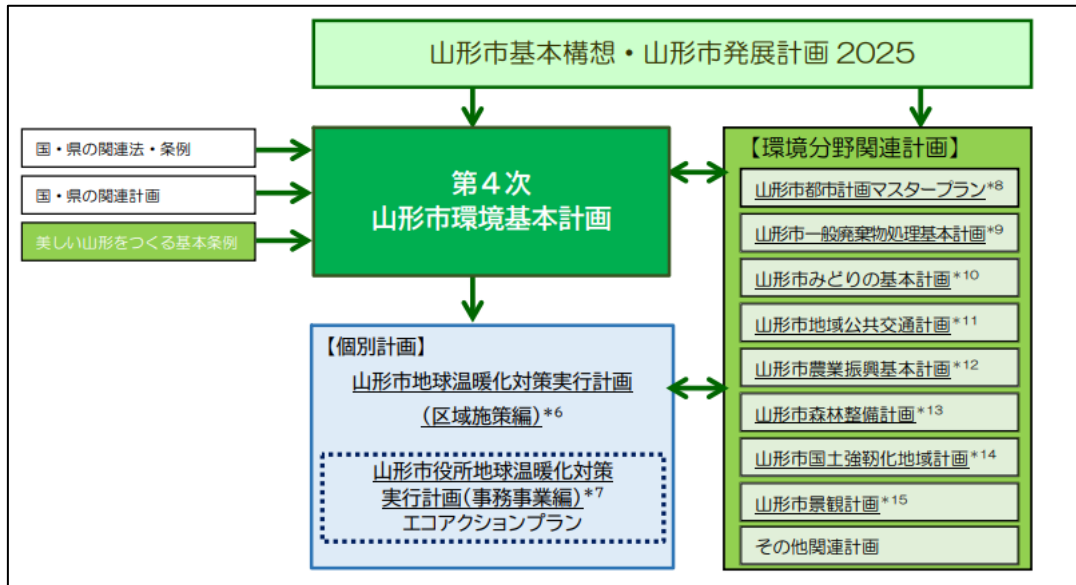 山形市基本構想・山形市発展計画 2025
国・県の関連法・条例
国・県の関連計画
美しい山形をつくる基本条例
第4次
山形市環境基本計画
【個別計画】
山形市地球温暖化対策実行計画
(区域施策編)*6
山形市役所地球温暖化対策
実行計画(事務事業編)*7
エコアクションプラン
【環境分野関連計画】
山形市都市計画マスタープラン*8
山形市一般廃棄物処理基本計画*9
山形市みどりの基本計画*10
山形市地域公共交通計画*11
山形市農業振興基本計画*12
山形市森林整備計画*13
山形市国土強靭化地域計画*14
山形市景観計画*15
その他関連計画